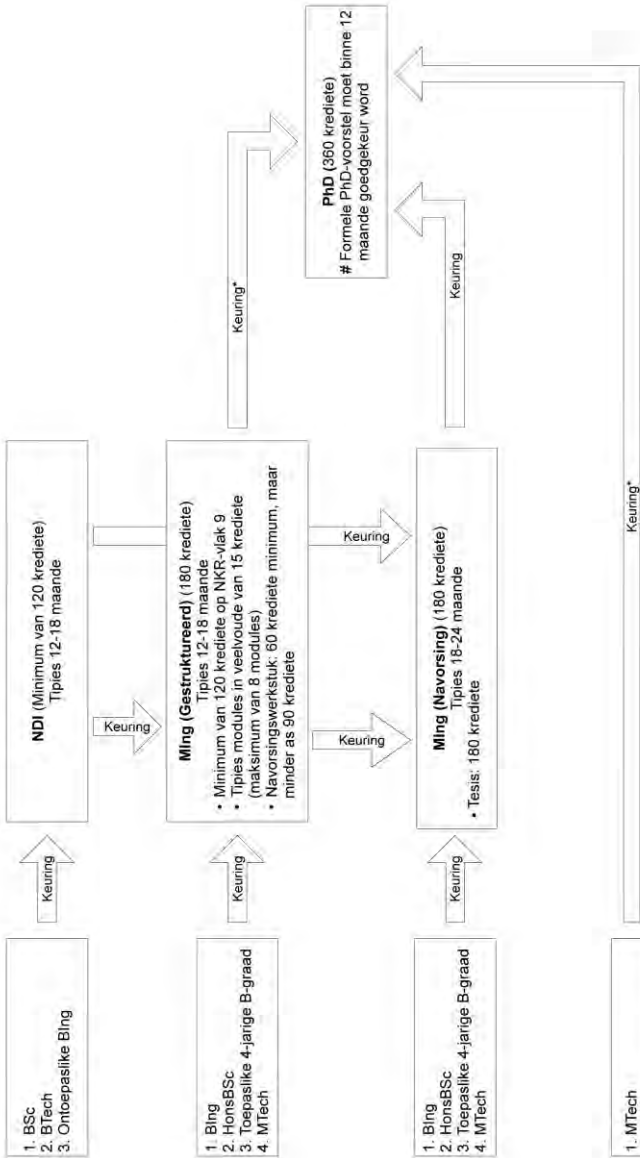 1. BSc
2. BTech
3. Ontoepaslike BIng
Keuring
NDI (Minimum van 120 krediete)
Tipies 12-18 maande
Keuring
1. BIng
2. HonsBSc
3. Toepaslike 4-jarige B-graad
4. MTech
Keuring
MIng (Gestruktureerd) (180 krediete)
Tipies 12-18 maande
• Minimum van 120 krediete op NKR-vlak 9
• Tipies modules in veelvoude van 15 krediete
(maksimum van 8 modules)
• Navorsingswerkstuk: 60 krediete minimum, maar
minder as 90 krediete
Keuring*
Keuring
Keuring
1. BIng
2. HonsBSc
3. Toepaslike 4-jarige B-graad
4. MTech
Keuring
MIng (Navorsing) (180 krediete)
Tipies 18-24 maande
• Tesis: 180 krediete
Keuring
PhD (360 krediete)
# Formele PhD-voorstel moet binne 12
maande goedgekeur word
1. MTech
Keuring*